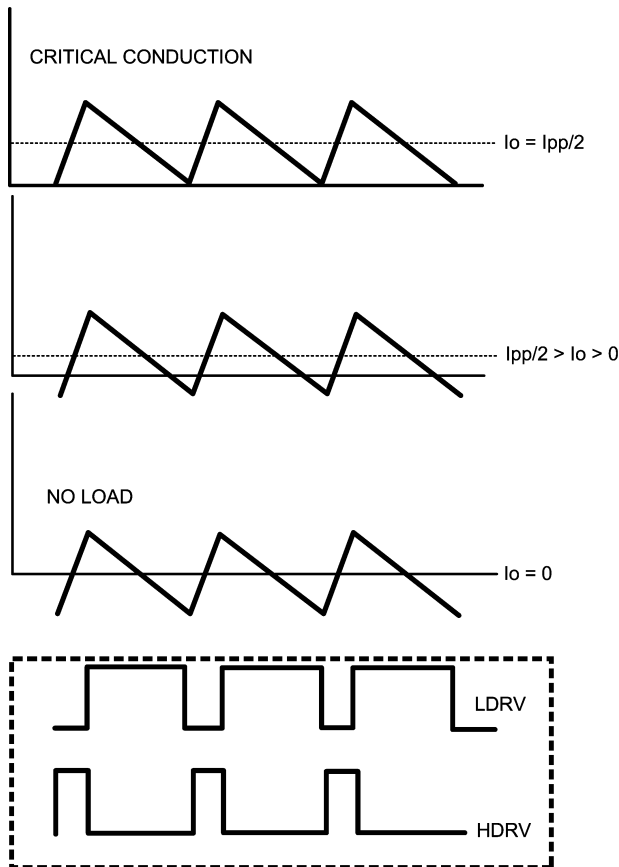 CRITICAL CONDUCTION
Io = Ipp/2
Ipp/2 > Io > 0
NO LOAD
Io = 0
LDRV
HDRV